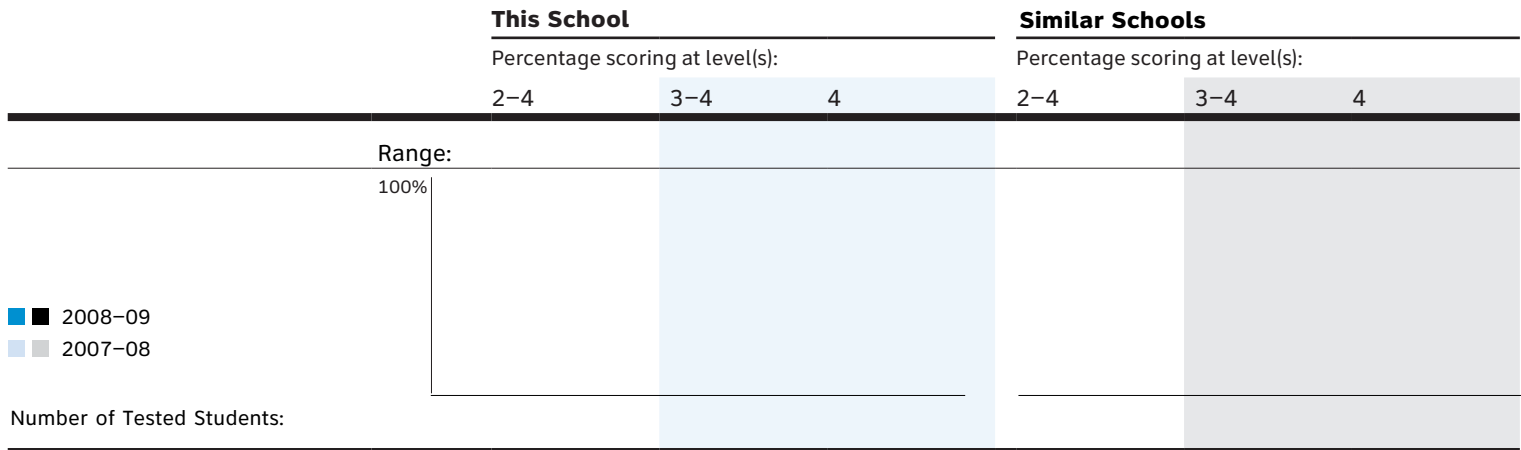 This School Similar Schools
Percentage scoring at level(s): Percentage scoring at level(s):
2–4 3–4 4 2–4 3–4 4
Range:
100%
2008–09
2007–08
Number of Tested Students: